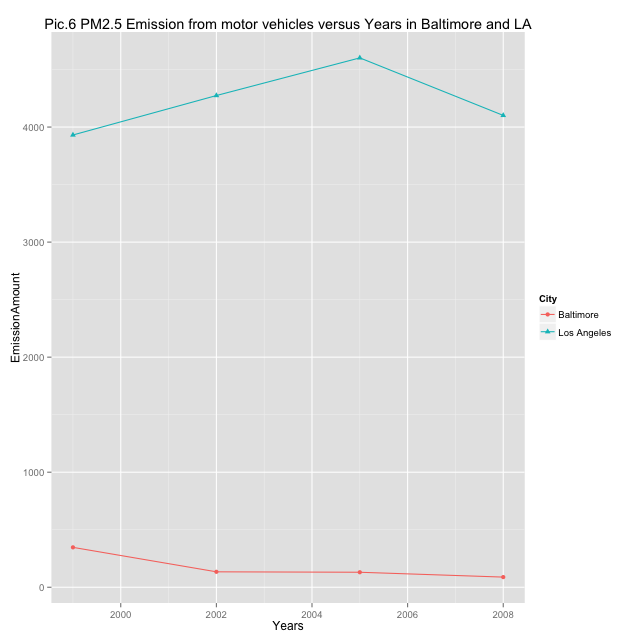 Pic.6 PM2.5 Emission from motor vehicles versus Years in Baltimore and LA
4000
3000
2000
1000
0
EmissionAmount
2000 2002 2004 2006 2008
Years
City
Baltimore
Los Angeles